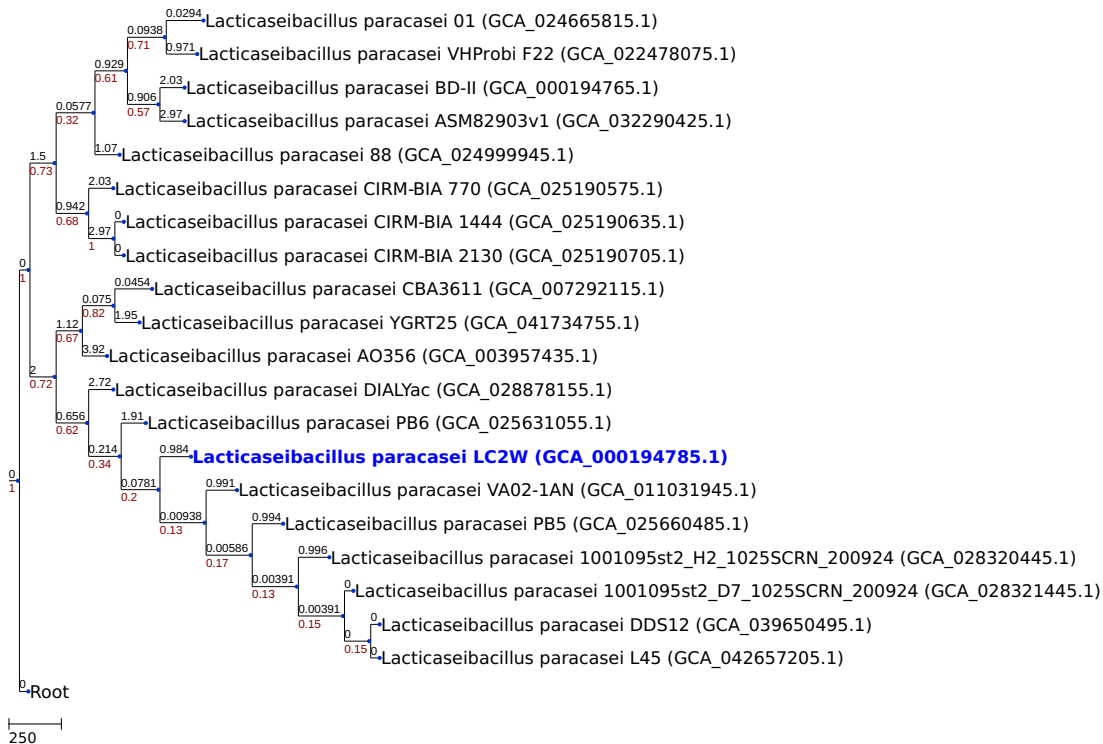 0.0294
Lacticaseibacillus paracasei 01 (GCA_024665815.1)
0.0938
0.71
0.971
Lacticaseibacillus paracasei VHProbi F22 (GCA_022478075.1)
0.929
0.61
2.03
Lacticaseibacillus paracasei BD-II (GCA_000194765.1)
0.906
0.57
2.97
Lacticaseibacillus paracasei ASM82903v1 (GCA_032290425.1)
0.0577
0.32
1.07
Lacticaseibacillus paracasei 88 (GCA_024999945.1)
1.5
0.73
2.03
Lacticaseibacillus paracasei CIRM-BIA 770 (GCA_025190575.1)
0.942
0.68
0
Lacticaseibacillus paracasei CIRM-BIA 1444 (GCA_025190635.1)
2.97
1
0
Lacticaseibacillus paracasei CIRM-BIA 2130 (GCA_025190705.1)
0
1
0.0454
Lacticaseibacillus paracasei CBA3611 (GCA_007292115.1)
0.075
0.82
1.95
Lacticaseibacillus paracasei YGRT25 (GCA_041734755.1)
1.12
0.67
3.92
Lacticaseibacillus paracasei AO356 (GCA_003957435.1)
2
0.72
2.72
Lacticaseibacillus paracasei DIALYac (GCA_028878155.1)
0.656
0.62
1.91
Lacticaseibacillus paracasei PB6 (GCA_025631055.1)
0.214
0.34
0.984
Lacticaseibacillus paracasei LC2W (GCA_000194785.1)
0
1
0.0781
0.2
0.991
Lacticaseibacillus paracasei VA02-1AN (GCA_011031945.1)
0.00938
0.13
0.994
Lacticaseibacillus paracasei PB5 (GCA_025660485.1)
0.00586
0.17
0.996
Lacticaseibacillus paracasei 1001095st2_H2_1025SCRN_200924 (GCA_028320445.1)
0.00391
0.13
0
Lacticaseibacillus paracasei 1001095st2_D7_1025SCRN_200924 (GCA_028321445.1)
0.00391
0.15
0
Lacticaseibacillus paracasei DDS12 (GCA_039650495.1)
0
0.15
0
Lacticaseibacillus paracasei L45 (GCA_042657205.1)
0
Root
250